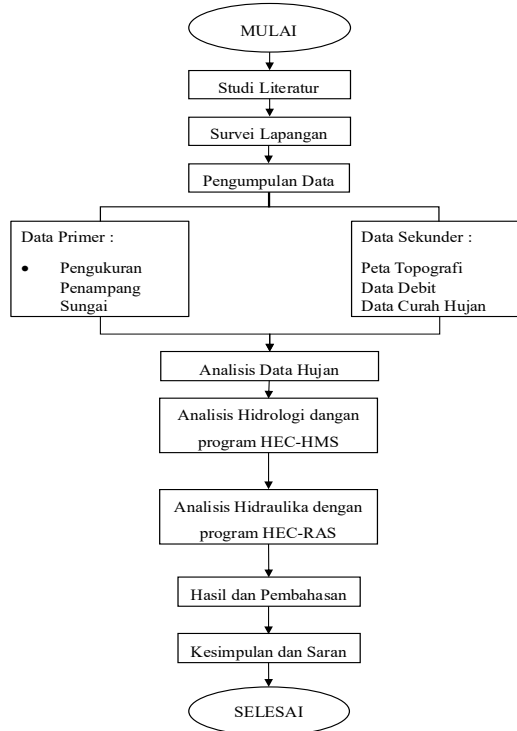 MULAI
Studi Literatur
Survei Lapangan
Pengumpulan Data
Data Primer :
• Pengukuran
Penampang
Sungai
Data Sekunder :
Peta Topografi
Data Debit
Data Curah Hujan
Analisis Data Hujan
Analisis Hidrologi dangan
program HEC-HMS
Analisis Hidraulika dengan
program HEC-RAS
Hasil dan Pembahasan
Kesimpulan dan Saran
SELESAI